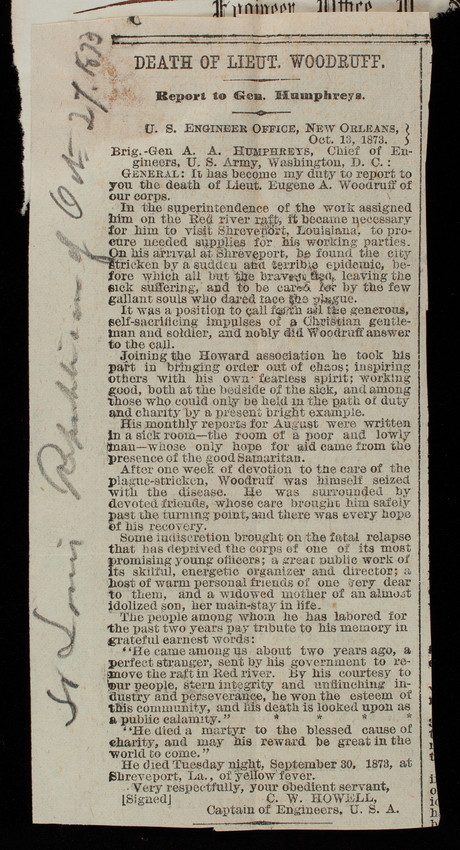 Engineer Office
DEATH OF LIEUT. WOODRUFF.
Report to Gen. Humphreys.
U. S. ENGINEER OFFICE, NEW ORLEANS,
Oct. 13, 1873.
Brig.-Gen A. A. HUMPHREYS, Chief of En-
gineers, U. S. Army, Washington, D. C.:
GENERAL: It has become my duty to report to
you the death of Lieut. Eugene A. Woodruff of
our corps.
In the superintendence of the work assigned
him on the Red river raft, it became necessary
for him to visit Shreveport, Louisiana, to pro-
cure needed supplies for his working parties.
On his arrival at Shreveport, he found the city
stricken by a sudden and terrible epidemic, be-
fore which all but the bravest fled, leaving the
sick suffering, and to be cared for by the few
gallant souls who dared face the plague.
It was a position to call forth all the generous,
self-sacrificing impulses of a Christian gentle-
man and soldier, and nobly did Woodruff answer
to the call.
Joining the Howard association he took his
part in bringing order out of chaos; inspiring
others with his own fearless spirit; working
good, both at the bedside of the sick, and among
those who could only be held in the path of duty
and charity by a present bright example.
His monthly reports for August were written
in a sick room—the room of a poor and lowly
man—whose only hope for aid came from the
presence of the good Samaritan.
After one week of devotion to the care of the
plague-stricken, Woodruff was himself seized
with the disease. He was surrounded by
devoted friends, whose care brought him safely
past the turning point, and there was every hope
of his recovery.
Some indiscretion brought on the fatal relapse
that has deprived the corps of one of its most
promising young officers; a great public work of
its skilful, energetic organizer and director; a
host of warm personal friends of one very dear
to them, and a widowed mother of an almost
idolized son, her main-stay in life.
The people among whom he has labored for
the past two years pay tribute to his memory in
grateful earnest words:
"He came among us about two years ago, a
perfect stranger, sent by his government to re-
move the raft in Red river. By his courtesy to
our people, stern integrity and unflinching in-
dustry and perseverance, he won the esteem of
this community, and his death is looked upon as
a public calamity." * * * *
"He died a martyr to the blessed cause of
charity, and may his reward be great in the
world to come."
He died Tuesday night, September 30, 1873, at
Shreveport, La., of yellow fever.
Very respectfully, your obedient servant,
[Signed] C. W. HOWELL,
Captain of Engineers, U. S. A.
St Louis Republican of Oct. 27. 1873